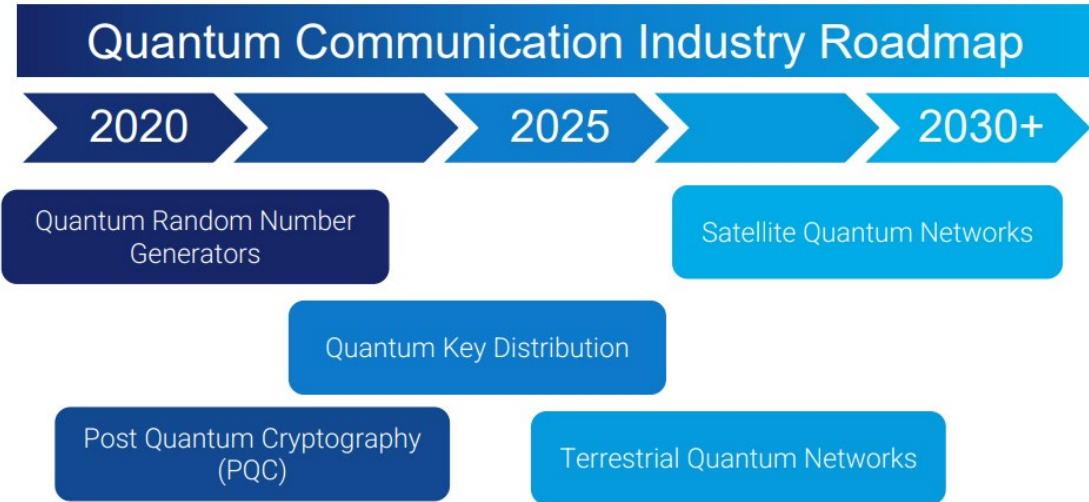 Quantum Communication Industry Roadmap
2020
2025
2030+
Quantum Random Number
Generators
Satellite Quantum Networks
Quantum Key Distribution
Post Quantum Cryptography
(PQC)
Terrestrial Quantum Networks